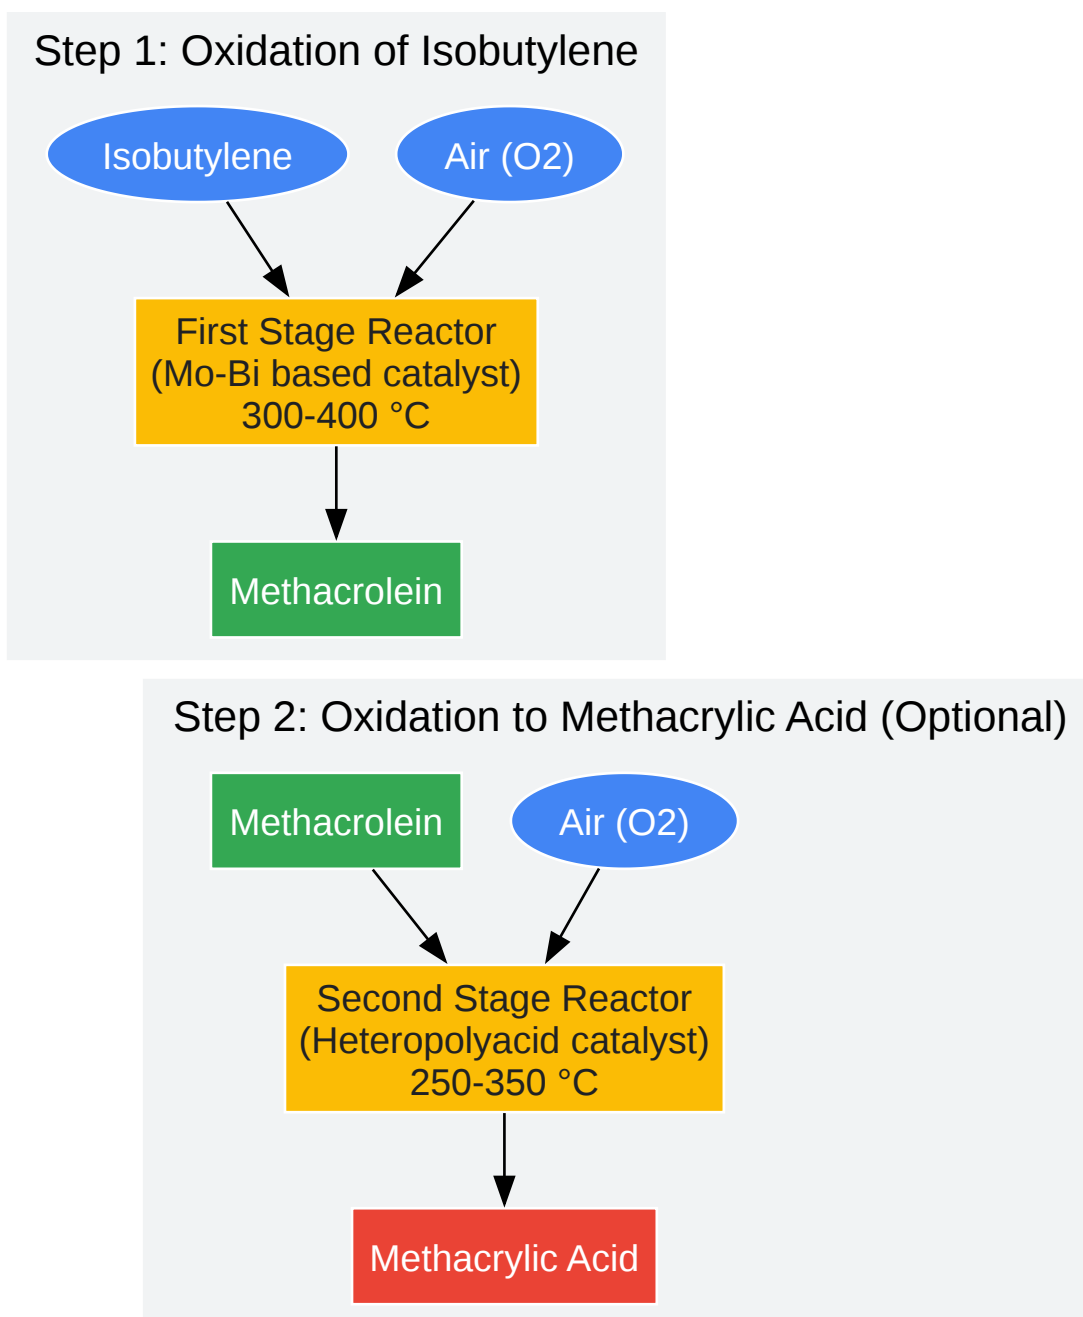 Step 1: Oxidation of Isobutylene
Isobutylene
Air (O2)
First Stage Reactor
(Mo-Bi based catalyst)
300-400 °C
Methacrolein
Step 2: Oxidation to Methacrylic Acid (Optional)
Methacrolein
Air (O2)
Second Stage Reactor
(Heteropolyacid catalyst)
250-350 °C
Methacrylic Acid